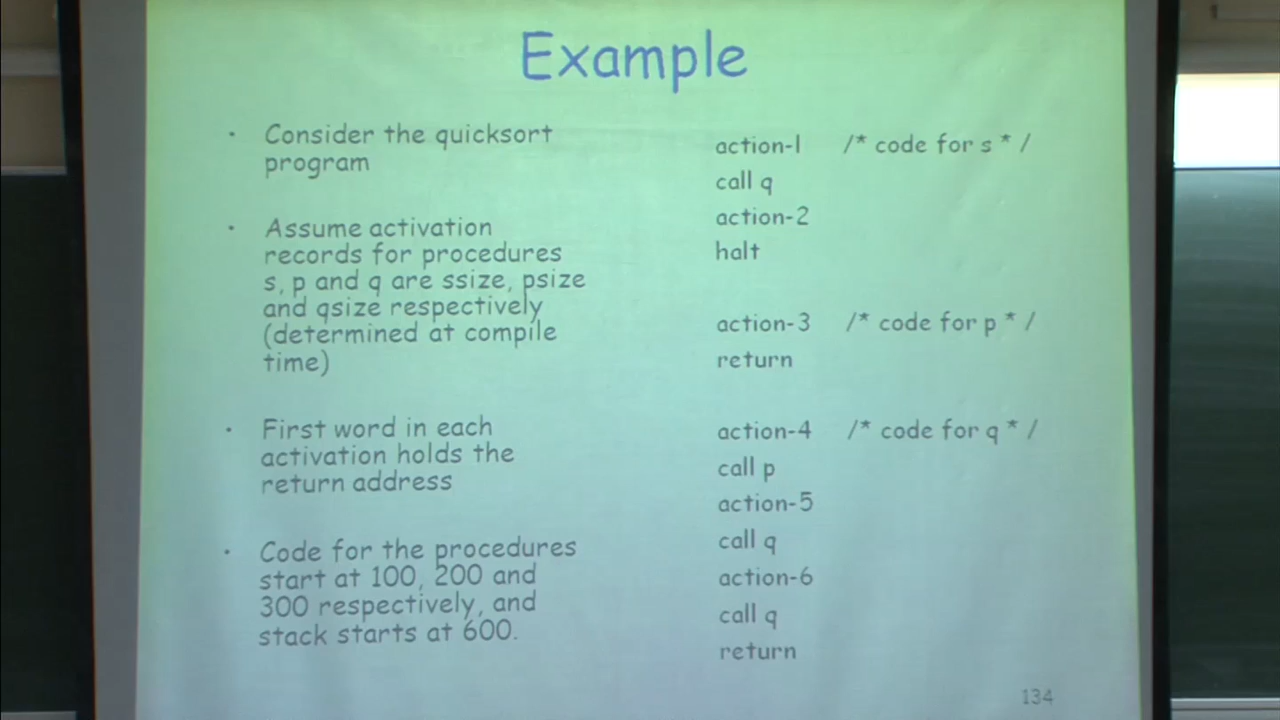 Example
• Consider the quicksort
program
• Assume activation
records for procedures
s, p and q are ssize, psize
and qsize respectively
(determined at compile
time)
• First word in each
activation holds the
return address
• Code for the procedures
start at 100, 200 and
300 respectively, and
stack starts at 600.
action-1 /* code for s * /
call q
action-2
halt
action-3 /* code for p * /
return
action-4 /* code for q * /
call p
action-5
call q
action-6
call q
return
134